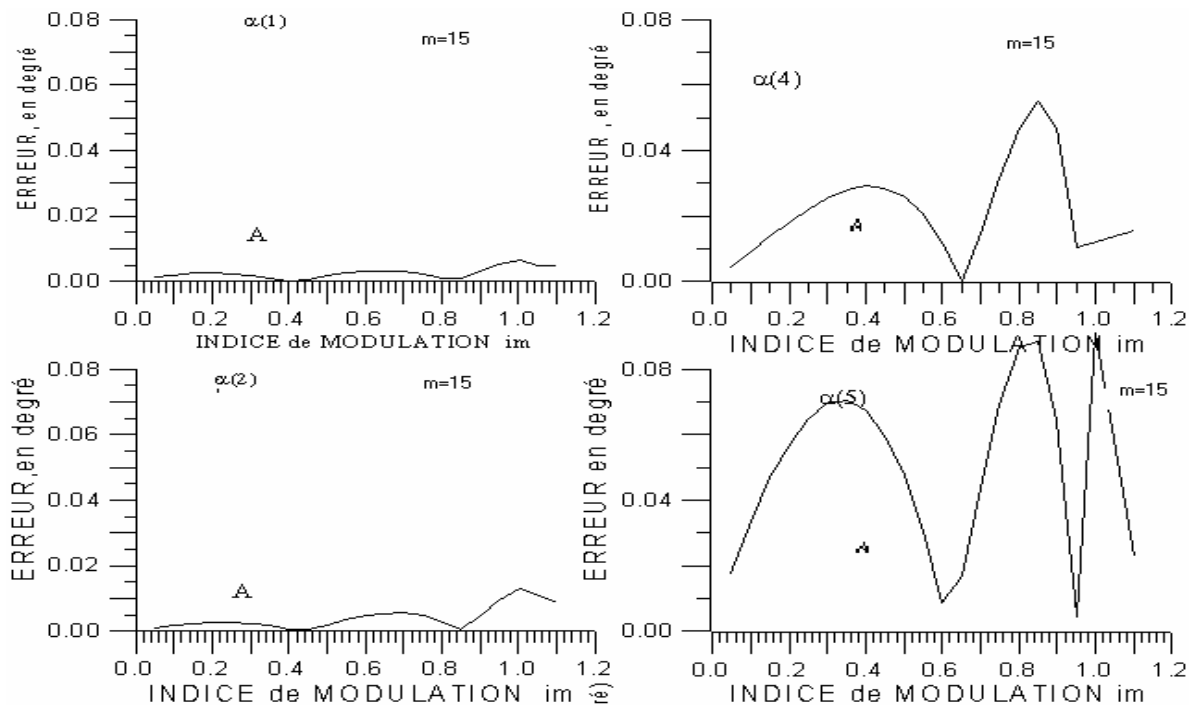 α(1)
m=15
ERREUR, en degré
0.08
0.06
0.04
0.02
0.00
A
0.0 0.2 0.4 0.6 0.8 1.0 1.2
INDICE de MODULATION im
α(4)
m=15
ERREUR, en degré
0.08
0.04
0.00
A
0.0 0.2 0.4 0.6 0.8 1.0 1.2
INDICE de MODULATION im
α(2)
m=15
ERREUR, en degré
0.08
0.06
0.04
0.02
0.00
A
0.0 0.2 0.4 0.6 0.8 1.0 1.2
INDICE de MODULATION im
α(5)
m=15
ERREUR en degré
0.08
0.04
0.00
A
0.0 0.2 0.4 0.6 0.8 1.0 1.2
INDICE de MODULATION im